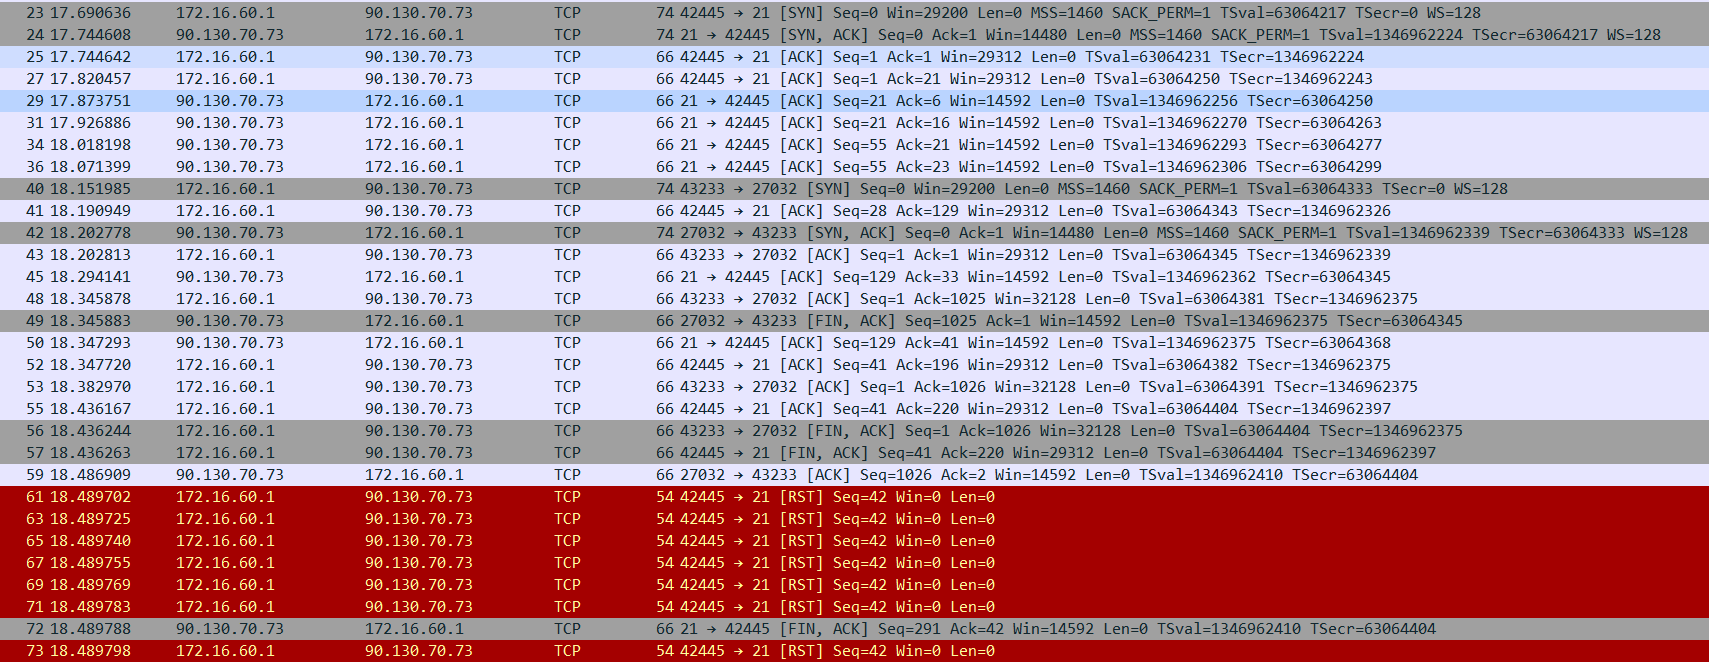 23 17.690636 172.16.60.1 90.130.70.73 TCP 74 42445 → 21 [SYN] Seq=0 Win=29200 Len=0 MSS=1460 SACK_PERM=1 TSval=63064217 TSecr=0 WS=128
24 17.744608 90.130.70.73 172.16.60.1 TCP 74 21 → 42445 [SYN, ACK] Seq=0 Ack=1 Win=14480 Len=0 MSS=1460 SACK_PERM=1 TSval=1346962224 TSecr=63064217 WS=128
25 17.744642 172.16.60.1 90.130.70.73 TCP 66 42445 → 21 [ACK] Seq=1 Ack=1 Win=29312 Len=0 TSval=63064231 TSecr=1346962224
27 17.820457 172.16.60.1 90.130.70.73 TCP 66 42445 → 21 [ACK] Seq=1 Ack=21 Win=29312 Len=0 TSval=63064250 TSecr=1346962243
29 17.873751 90.130.70.73 172.16.60.1 TCP 66 21 → 42445 [ACK] Seq=21 Ack=6 Win=14592 Len=0 TSval=1346962256 TSecr=63064250
31 17.926886 90.130.70.73 172.16.60.1 TCP 66 21 → 42445 [ACK] Seq=21 Ack=16 Win=14592 Len=0 TSval=1346962270 TSecr=63064263
34 18.018198 90.130.70.73 172.16.60.1 TCP 66 21 → 42445 [ACK] Seq=55 Ack=21 Win=14592 Len=0 TSval=1346962293 TSecr=63064277
36 18.071399 90.130.70.73 172.16.60.1 TCP 66 21 → 42445 [ACK] Seq=55 Ack=23 Win=14592 Len=0 TSval=1346962306 TSecr=63064299
40 18.151985 172.16.60.1 90.130.70.73 TCP 74 43233 → 27032 [SYN] Seq=0 Win=29200 Len=0 MSS=1460 SACK_PERM=1 TSval=63064333 TSecr=0 WS=128
41 18.190949 172.16.60.1 90.130.70.73 TCP 66 42445 → 21 [ACK] Seq=28 Ack=129 Win=29312 Len=0 TSval=63064343 TSecr=1346962326
42 18.202778 90.130.70.73 172.16.60.1 TCP 74 27032 → 43233 [SYN, ACK] Seq=0 Ack=1 Win=14480 Len=0 MSS=1460 SACK_PERM=1 TSval=1346962339 TSecr=63064333 WS=128
43 18.202813 172.16.60.1 90.130.70.73 TCP 66 43233 → 27032 [ACK] Seq=1 Ack=1 Win=29312 Len=0 TSval=63064345 TSecr=1346962339
45 18.294141 90.130.70.73 172.16.60.1 TCP 66 21 → 42445 [ACK] Seq=129 Ack=33 Win=14592 Len=0 TSval=1346962362 TSecr=63064345
48 18.345878 172.16.60.1 90.130.70.73 TCP 66 43233 → 27032 [ACK] Seq=1 Ack=1025 Win=32128 Len=0 TSval=63064381 TSecr=1346962375
49 18.345883 90.130.70.73 172.16.60.1 TCP 66 27032 → 43233 [FIN, ACK] Seq=1025 Ack=1 Win=14592 Len=0 TSval=1346962375 TSecr=63064345
50 18.347293 90.130.70.73 172.16.60.1 TCP 66 21 → 42445 [ACK] Seq=129 Ack=41 Win=14592 Len=0 TSval=1346962375 TSecr=63064368
52 18.347720 172.16.60.1 90.130.70.73 TCP 66 42445 → 21 [ACK] Seq=41 Ack=196 Win=29312 Len=0 TSval=63064382 TSecr=1346962375
53 18.382970 172.16.60.1 90.130.70.73 TCP 66 43233 → 27032 [ACK] Seq=1 Ack=1026 Win=32128 Len=0 TSval=63064391 TSecr=1346962375
55 18.436167 172.16.60.1 90.130.70.73 TCP 66 42445 → 21 [ACK] Seq=41 Ack=220 Win=29312 Len=0 TSval=63064404 TSecr=1346962397
56 18.436244 172.16.60.1 90.130.70.73 TCP 66 43233 → 27032 [FIN, ACK] Seq=1 Ack=1026 Win=32128 Len=0 TSval=63064404 TSecr=1346962375
57 18.436263 172.16.60.1 90.130.70.73 TCP 66 42445 → 21 [FIN, ACK] Seq=41 Ack=220 Win=29312 Len=0 TSval=63064404 TSecr=1346962397
59 18.486909 90.130.70.73 172.16.60.1 TCP 66 27032 → 43233 [ACK] Seq=1026 Ack=2 Win=14592 Len=0 TSval=1346962410 TSecr=63064404
61 18.489702 172.16.60.1 90.130.70.73 TCP 54 42445 → 21 [RST] Seq=42 Win=0 Len=0
63 18.489725 172.16.60.1 90.130.70.73 TCP 54 42445 → 21 [RST] Seq=42 Win=0 Len=0
65 18.489740 172.16.60.1 90.130.70.73 TCP 54 42445 → 21 [RST] Seq=42 Win=0 Len=0
67 18.489755 172.16.60.1 90.130.70.73 TCP 54 42445 → 21 [RST] Seq=42 Win=0 Len=0
69 18.489769 172.16.60.1 90.130.70.73 TCP 54 42445 → 21 [RST] Seq=42 Win=0 Len=0
71 18.489783 172.16.60.1 90.130.70.73 TCP 54 42445 → 21 [RST] Seq=42 Win=0 Len=0
72 18.489788 90.130.70.73 172.16.60.1 TCP 66 21 → 42445 [FIN, ACK] Seq=291 Ack=42 Win=14592 Len=0 TSval=1346962410 TSecr=63064404
73 18.489798 172.16.60.1 90.130.70.73 TCP 54 42445 → 21 [RST] Seq=42 Win=0 Len=0